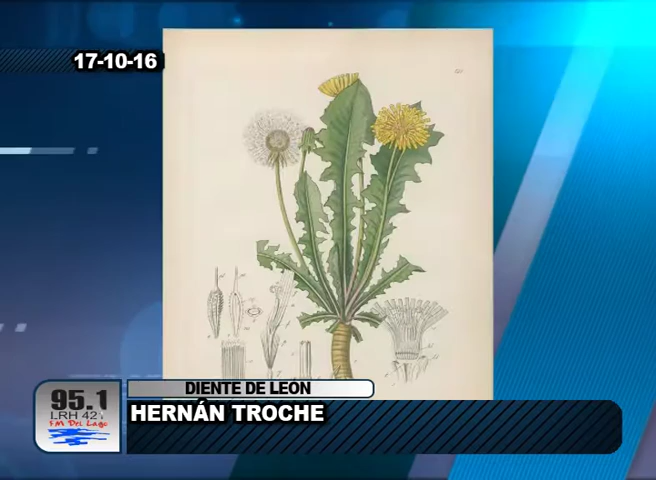 17-10-16
DIENTE DE LEON
HERNÁN TROCHE
95.1
LRH 421
FM Del Lago